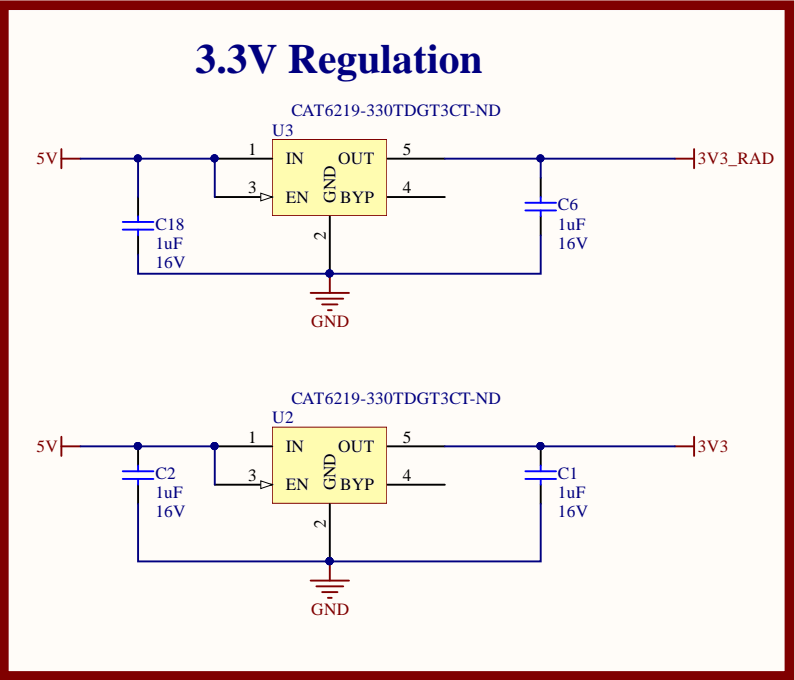 3.3V Regulation
CAT6219-330TDGT3CT-ND
U3
5V
1
IN
OUT
5
3V3_RAD
3
EN
GND
BYP
4
2
C18
1uF
16V
C6
1uF
16V
GND
CAT6219-330TDGT3CT-ND
U2
5V
1
IN
OUT
5
3V3
3
EN
GND
BYP
4
2
C2
1uF
16V
C1
1uF
16V
GND